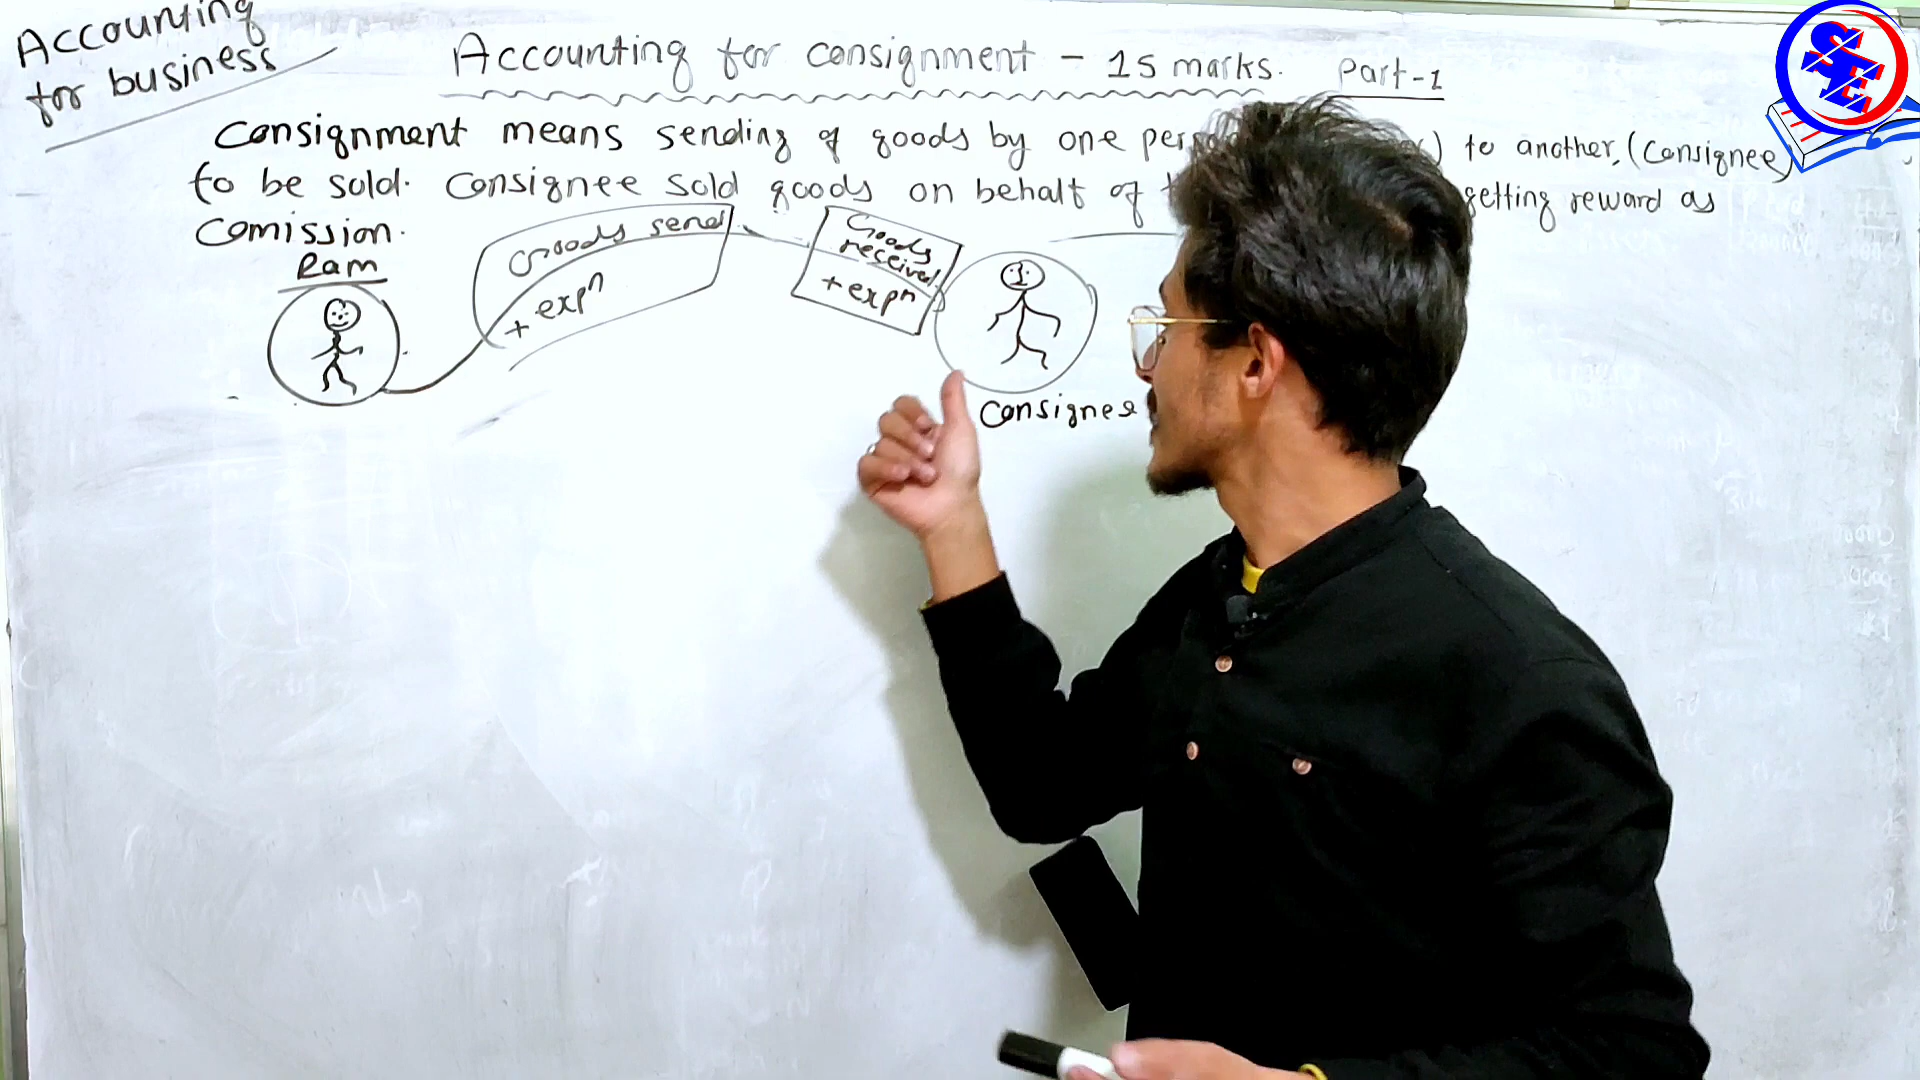 Accounting
for business
Accounting for consignment - 15 marks. Part-1
Consignment means sending of goods by one to another, (consignee)
to be sold. Consignee sold goods on behalf of getting reward as
Comission.
Ram
Goods send
+ expn
Goods
received
+ expn
Consignee